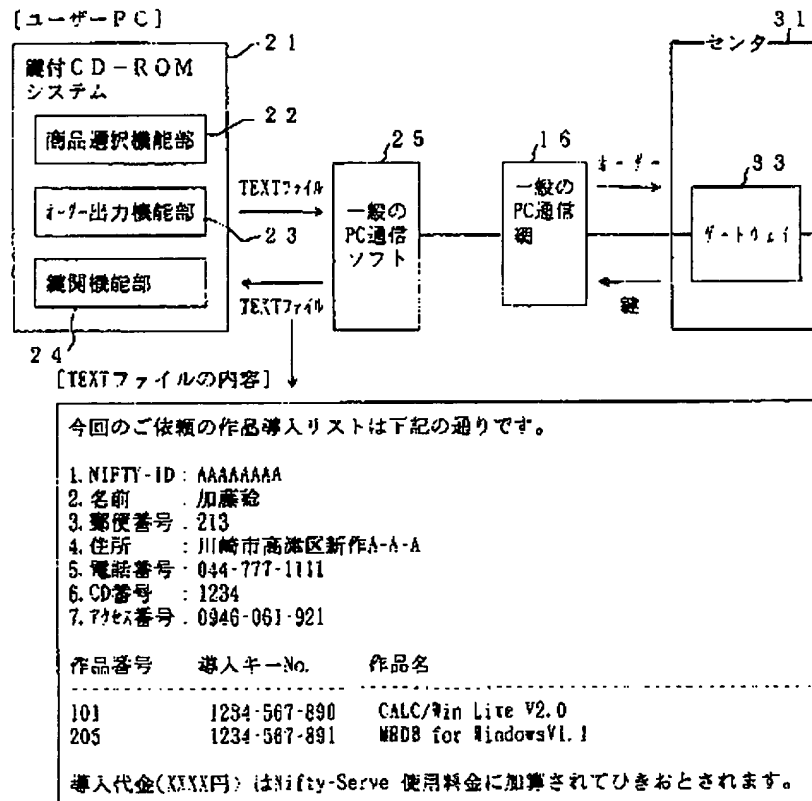 [ユーザーPC]
21
鍵付CD-ROM
システム
22
商品選択機能部
オーダー出力機能部
23
鍵関機能部
24
TEXTファイル
TEXTファイル
25
一般の
PC通信
ソフト
16
一般の
PC通信
網
オーダー
鍵
31
センタ
33
ゲートウェイ
[TEXTファイルの内容]
今回のご依頼の作品導入リストは下記の通りです。
1. NIFTY-ID : AAAAAAAA
2. 名前 : 加藤
3. 郵便番号 : 213
4. 住所 : 川崎市高津区新作A-A-A
5. 電話番号 : 044-777-1111
6. CD番号 : 1234
7. アクセス番号 : 0946-061-921
作品番号 導入キーNo. 作品名
101 1234-567-890 CALC/Win Lite V2.0
205 1234-567-891 MBDB for WindowsV1.1
導入代金(XXXX円) はNifty-Serve 使用料金に加算されてひきおとされます。